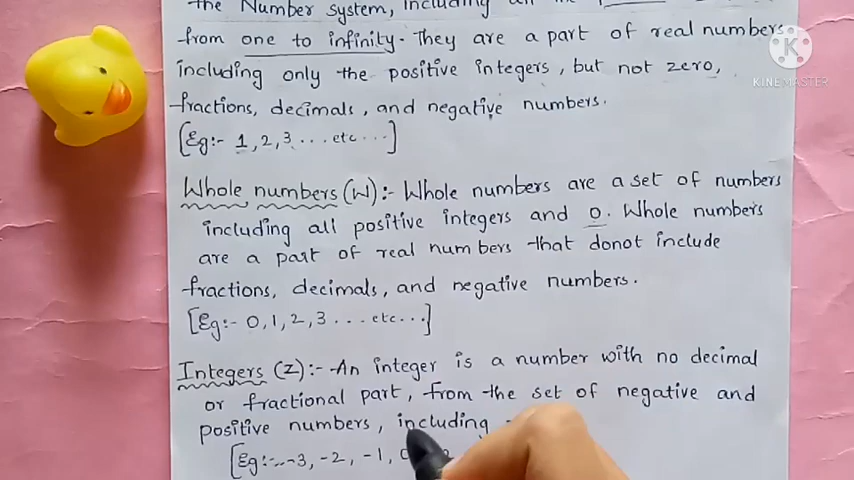 the Number system, including all
from one to infinity. They are a part of real numbers
including only the positive integers, but not zero,
fractions, decimals, and negative numbers.
[Eg:- 1, 2, 3 ... etc ...]
Whole numbers (W):- Whole numbers are a set of numbers
including all positive integers and 0. Whole numbers
are a part of real numbers that donot include
fractions, decimals, and negative numbers.
[Eg:- 0, 1, 2, 3 ... etc ...]
Integers (Z):- An integer is a number with no decimal
or fractional part, from the set of negative and
positive numbers, including
[Eg:- ..-3, -2, -1,
K
KINEMASTER